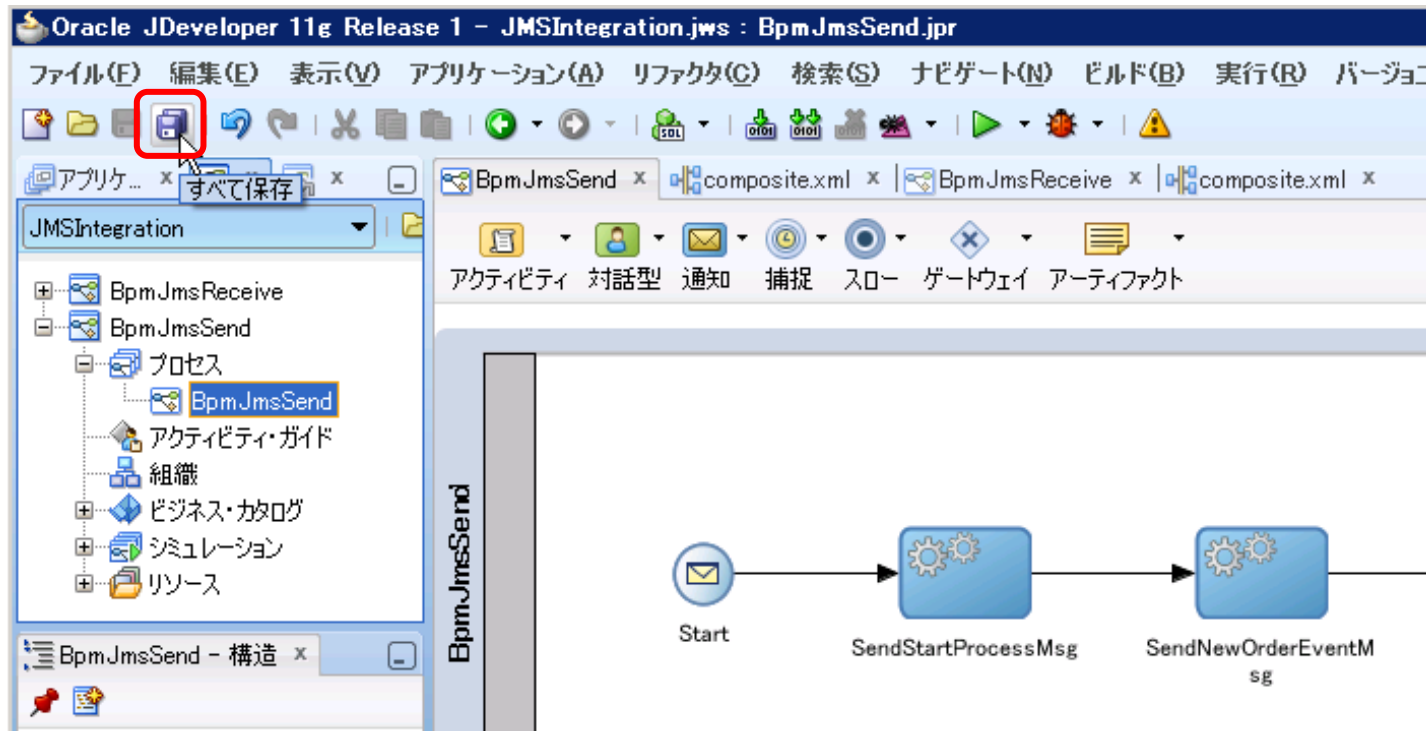 Oracle JDeveloper 11g Release 1 - JMSIntegration.jws : BpmJmsSend.jpr
ファイル(F) 編集(E) 表示(V) アプリケーション(A) リファクタ(C) 検索(S) ナビゲート(N) ビルド(B) 実行(R) バージョ
アプリケ...
すべて保存
BpmJmsSend composite.xml BpmJmsReceive composite.xml
JMSIntegration
アクティビティ 対話型 通知 捕捉 スロー ゲートウェイ アーティファクト
BpmJmsReceive
BpmJmsSend
プロセス
BpmJmsSend
アクティビティ・ガイド
組織
ビジネス・カタログ
シミュレーション
リソース
BpmJmsSend - 構造
BpmJmsSend
Start
SendStartProcessMsg
SendNewOrderEventM
sg